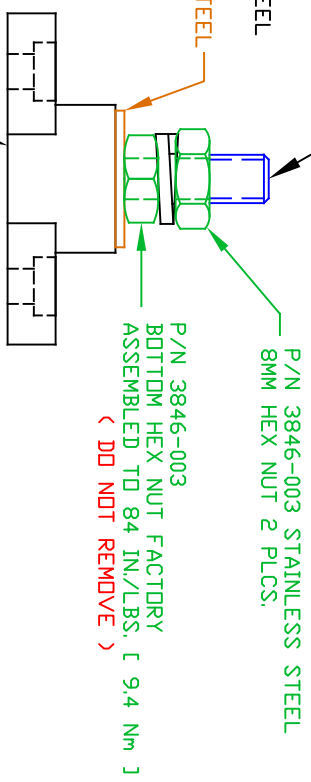 EEL
STEEL
P/N 3846-003 STAINLESS STEEL
8MM HEX NUT 2 PLCS.
P/N 3846-003
BOTTOM HEX NUT FACTORY
ASSEMBLED TO 84 IN./LBS. [ 9.4 Nm ]
( DO NOT REMOVE )